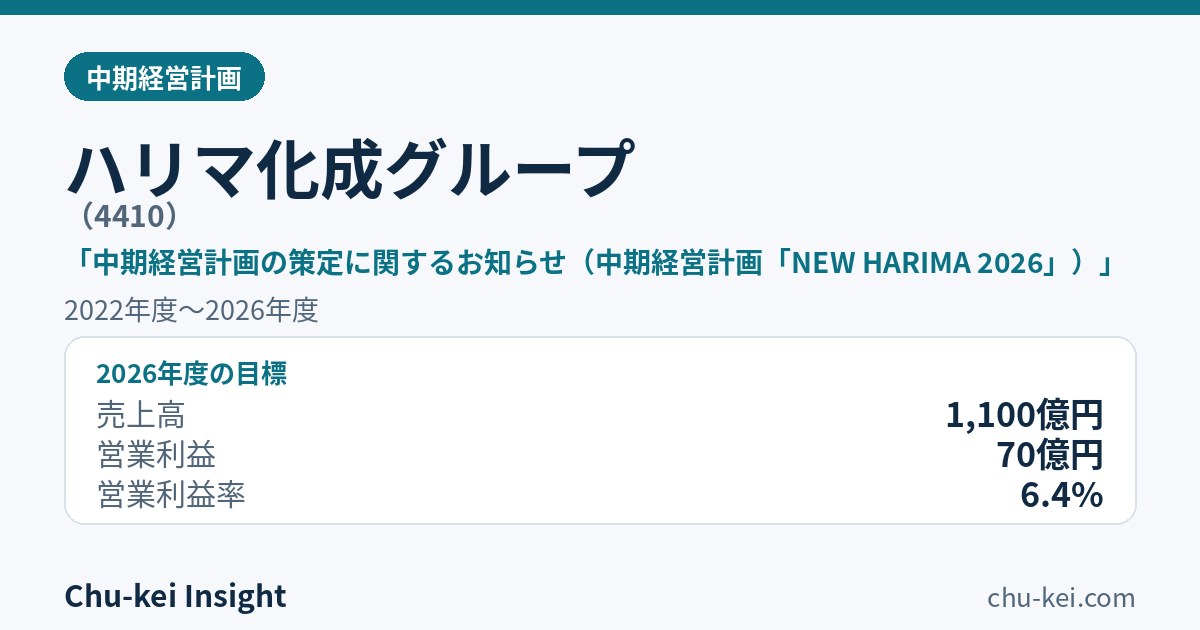 中期経営計画
ハリマ化成グループ
（4410）
「中期経営計画の策定に関するお知らせ（中期経営計画「NEW HARIMA 2026」）」
2022年度～2026年度
2026年度の目標
売上高 1,100億円
営業利益 70億円
営業利益率 6.4%
Chu-kei Insight chu-kei.com